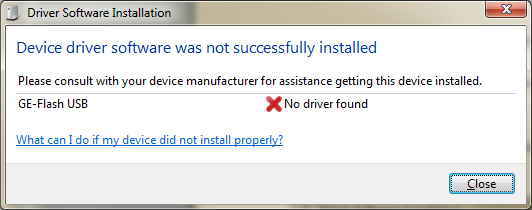 Driver Software Installation
Device driver software was not successfully installed
Please consult with your device manufacturer for assistance getting this device installed.
GE-Flash USB No driver found
What can I do if my device did not install properly?
Close